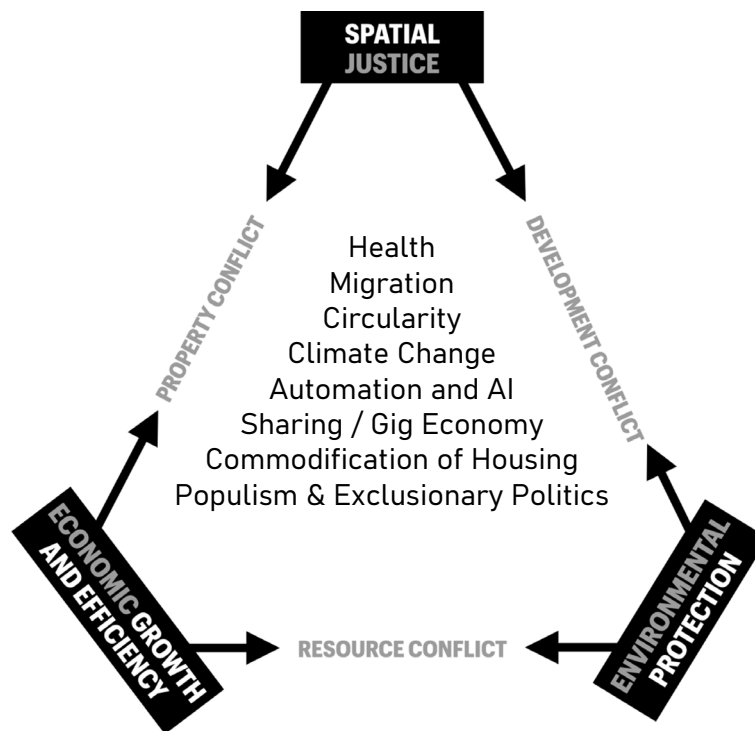 SPATIAL
JUSTICE
PROPERTY CONFLICT
DEVELOPMENT CONFLICT
Health
Migration
Circularity
Climate Change
Automation and AI
Sharing / Gig Economy
Commodification of Housing
Populism & Exclusionary Politics
ECONOMIC GROWTH
AND EFFICIENCY
RESOURCE CONFLICT
ENVIRONMENTAL
PROTECTION